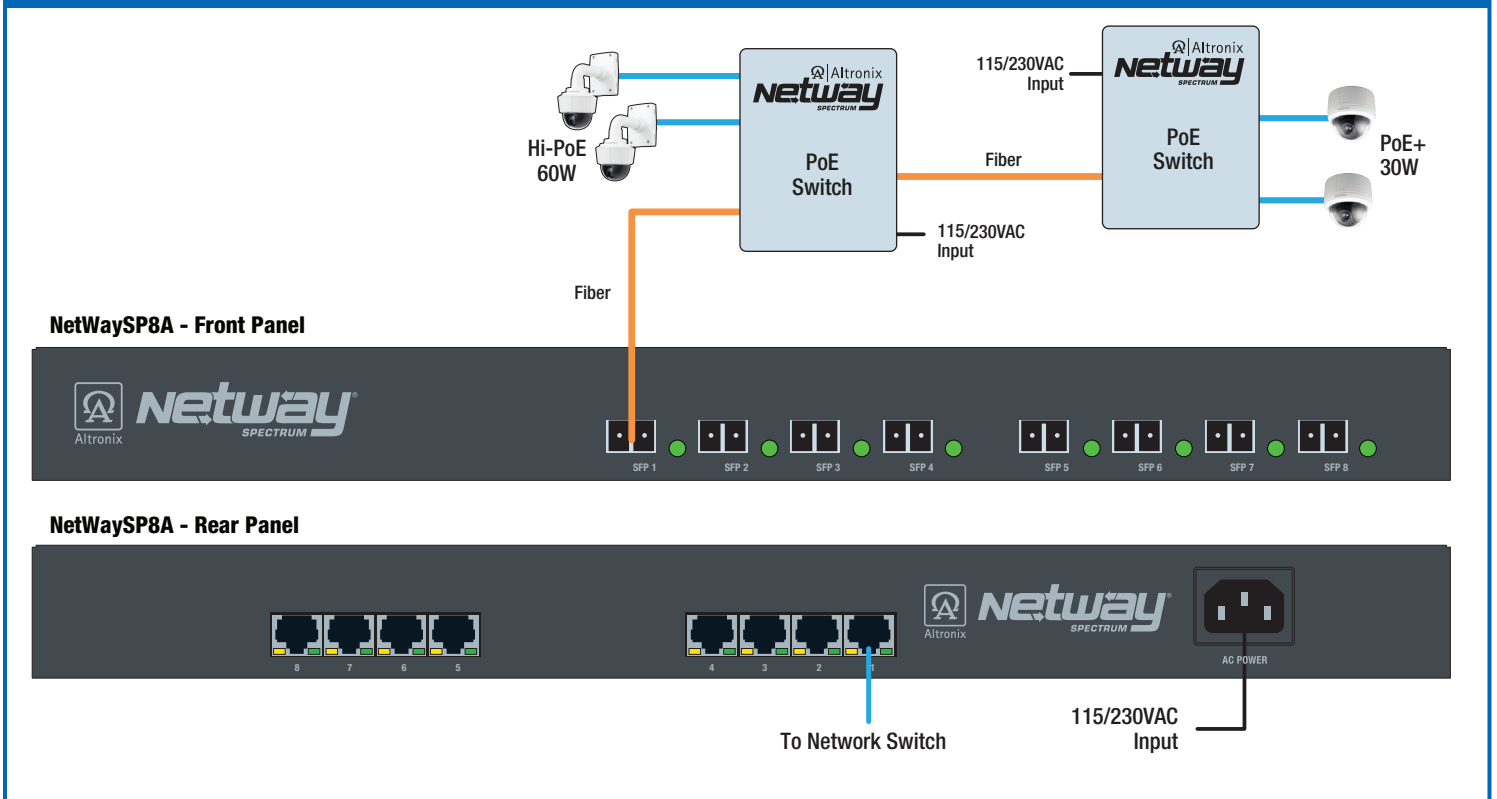 Altronix
NetWay
SPECTRUM
PoE
Switch
115/230VAC
Input
Hi-PoE
60W
Fiber
115/230VAC
Input
Altronix
NetWay
SPECTRUM
PoE
Switch
PoE+
30W
Fiber
NetWaySP8A - Front Panel
Altronix
NetWay®
SPECTRUM
SFP 1
SFP 2
SFP 3
SFP 4
SFP 5
SFP 6
SFP 7
SFP 8
NetWaySP8A - Rear Panel
8
7
6
5
4
3
2
1
Altronix
NetWay®
SPECTRUM
AC POWER
To Network Switch
115/230VAC
Input